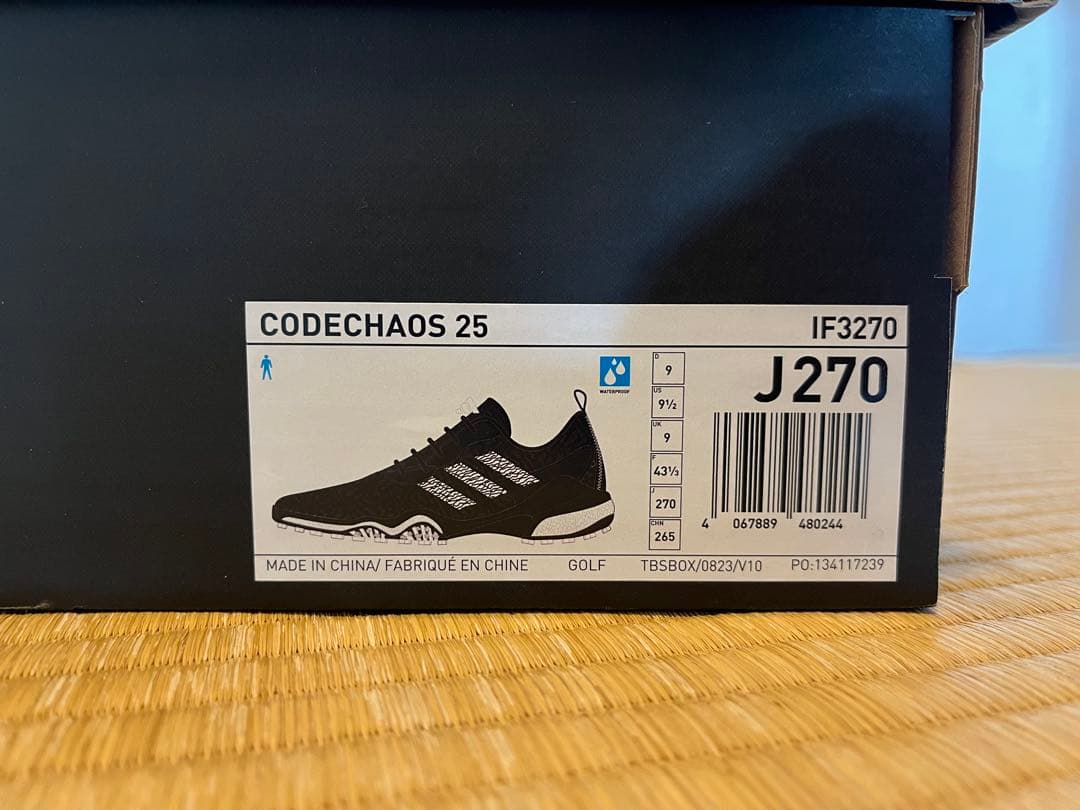 CODECHAOS 25 IF3270
J270
WATERPROOF
D 9
US 9½
UK 9
F 43⅓
J 270
CHN 265
4 067889 480244
MADE IN CHINA/ FABRIQUÉ EN CHINE GOLF TBSBOX/0823/V10 PO:134117239